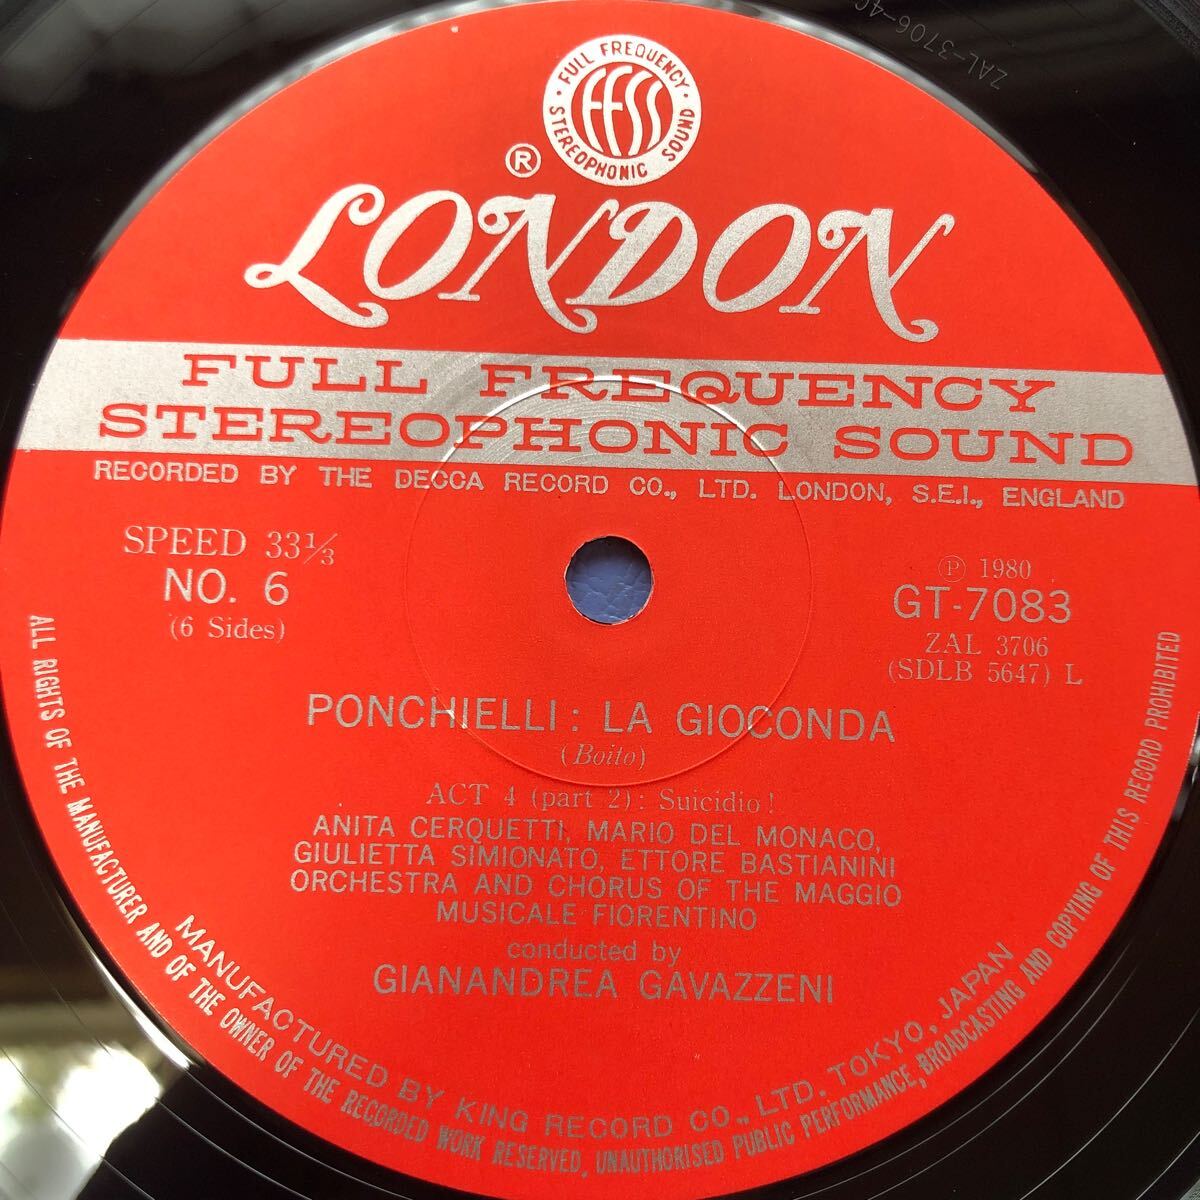 ZAL-3706-4
FULL FREQUENCY
STEREOPHONIC SOUND
FFSS
®
LONDON
FULL FREQUENCY
STEREOPHONIC SOUND
RECORDED BY THE DECCA RECORD CO., LTD. LONDON, S.E.I., ENGLAND
SPEED 33⅓
NO. 6
(6 Sides)
Ⓟ 1980
GT-7083
ZAL 3706
(SDLB 5647) L
PONCHIELLI: LA GIOCONDA
(Boito)
ACT 4 (part 2): Suicidio!
ANITA CERQUETTI, MARIO DEL MONACO,
GIULIETTA SIMIONATO, ETTORE BASTIANINI
ORCHESTRA AND CHORUS OF THE MAGGIO
MUSICALE FIORENTINO
conducted by
GIANANDREA GAVAZZENI
MANUFACTURED BY KING RECORD CO., LTD. TOKYO, JAPAN
ALL RIGHTS OF THE MANUFACTURER AND OF THE OWNER OF THE RECORDED WORK RESERVED, UNAUTHORISED PUBLIC PERFORMANCE, BROADCASTING AND COPYING OF THIS RECORD PROHIBITED